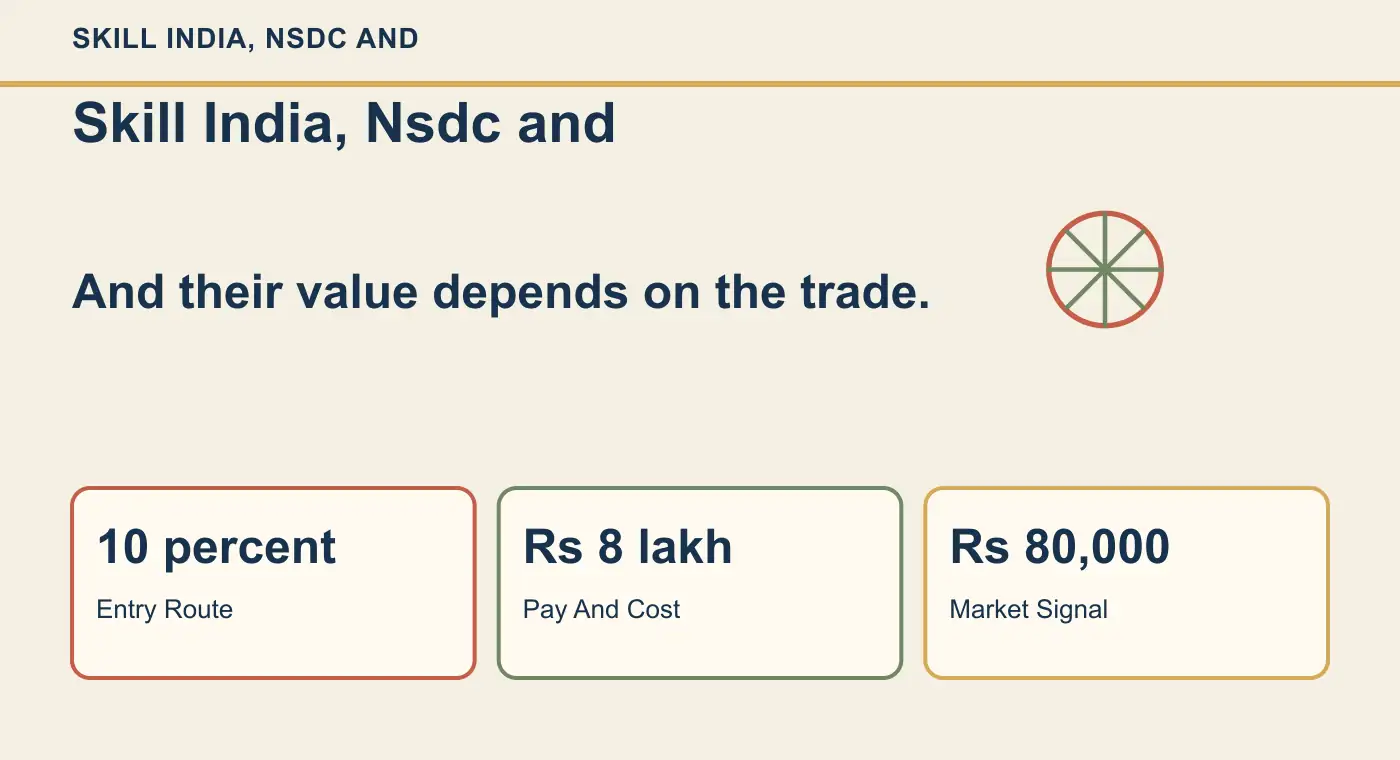 SKILL INDIA, NSDC AND
Skill India, Nsdc and
And their value depends on the trade.
10 percent
Entry Route
Rs 8 lakh
Pay And Cost
Rs 80,000
Market Signal